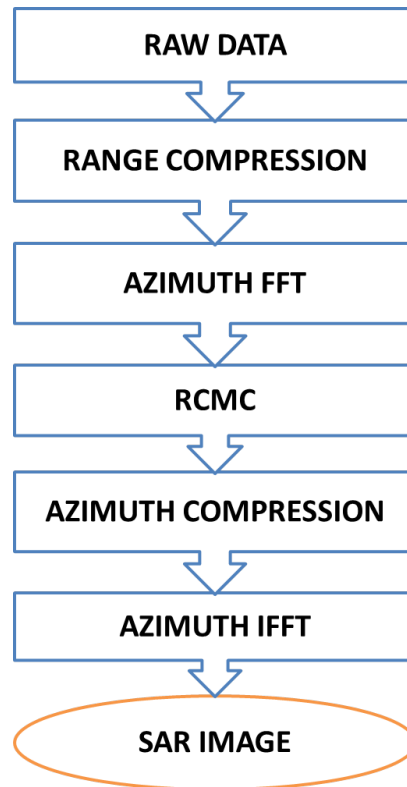 RAW DATA
RANGE COMPRESSION
AZIMUTH FFT
RCMC
AZIMUTH COMPRESSION
AZIMUTH IFFT
SAR IMAGE